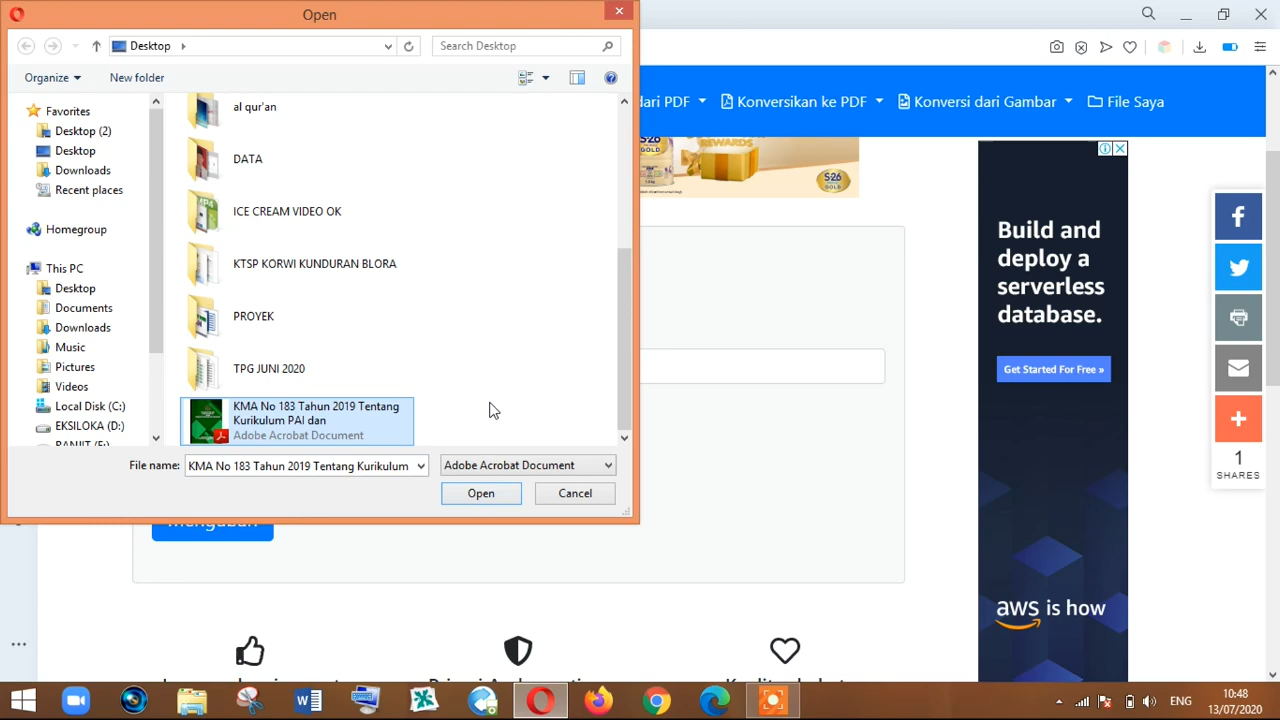 Open
Desktop
Search Desktop
Organize
New folder
Favorites
Desktop (2)
Desktop
Downloads
Recent places
Homegroup
This PC
Desktop
Documents
Downloads
Music
Pictures
Videos
Local Disk (C:)
EKSILOKA (D:)
al qur'an
DATA
ICE CREAM VIDEO OK
KTSP KORWI KUNDURAN BLORA
PROYEK
TPG JUNI 2020
KMA No 183 Tahun 2019 Tentang
Kurikulum PAI dan
Adobe Acrobat Document
File name:
KMA No 183 Tahun 2019 Tentang Kurikulum
Adobe Acrobat Document
Open
Cancel
dari PDF
Konversikan ke PDF
Konversi dari Gambar
File Saya
REWARDS
S-26
GOLD
Build and
deploy a
serverless
database.
Get Started For Free »
aws is how
1
SHARES
ENG
10:48
13/07/2020